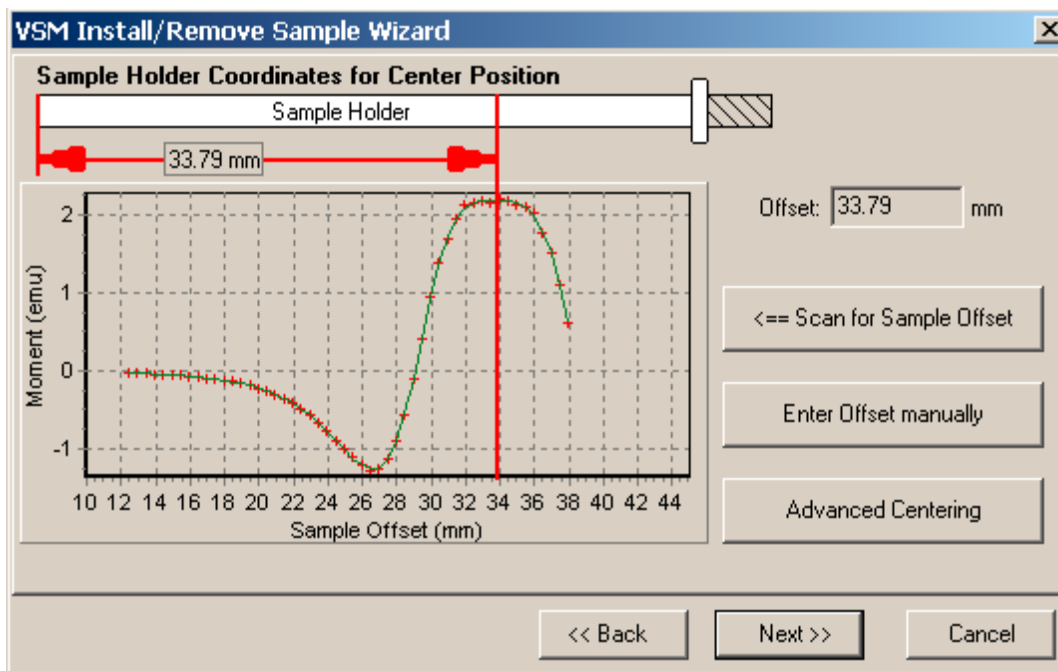 VSM Install/Remove Sample Wizard
Sample Holder Coordinates for Center Position
Sample Holder
33.79 mm
Offset: 33.79 mm
2
1
0
-1
Moment (emu)
10 12 14 16 18 20 22 24 26 28 30 32 34 36 38 40 42 44
Sample Offset (mm)
<== Scan for Sample Offset
Enter Offset manually
Advanced Centering
<< Back Next >> Cancel